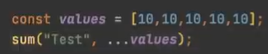 const values = [10,10,10,10,10];
sum("Test", ...values);